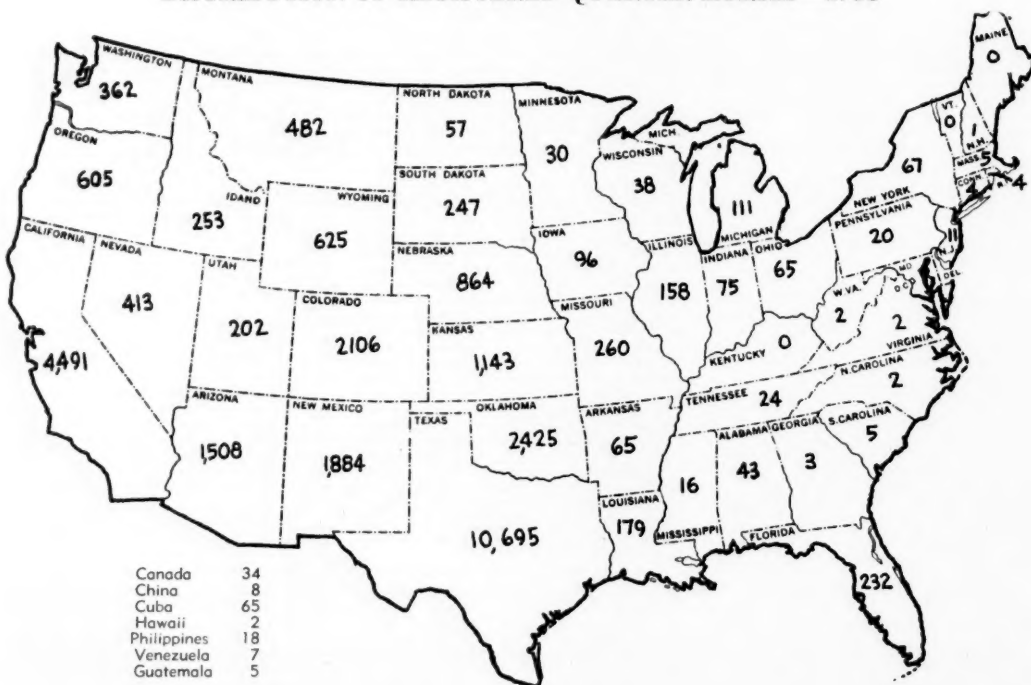 WASHINGTON
362
MONTANA
482
NORTH DAKOTA
57
MINNESOTA
30
MICH.
WISCONSIN
38
MAINE
0
VT.
0
1
N.H.
MASS.
5
CONN.
2
4
67
NEW YORK
OREGON
605
IDAHO
253
WYOMING
625
SOUTH DAKOTA
247
IOWA
96
111
MICHIGAN
PENNSYLVANIA
20
11
N.J.
CALIFORNIA
4,491
NEVADA
413
UTAH
202
NEBRASKA
864
ILLINOIS
158
INDIANA
75
OHIO
65
MD.
DEL.
1
W.VA.
2
2
VIRGINIA
COLORADO
2106
KANSAS
1,143
MISSOURI
260
KENTUCKY
0
N.CAROLINA
2
ARIZONA
1,508
NEW MEXICO
1,884
TEXAS
10,695
OKLAHOMA
2,425
ARKANSAS
65
TENNESSEE
24
S.CAROLINA
5
ALABAMA
43
GEORGIA
3
16
MISSISSIPPI
LOUISIANA
179
FLORIDA
232
Canada 34
China 8
Cuba 65
Hawaii 2
Philippines 18
Venezuela 7
Guatemala 5